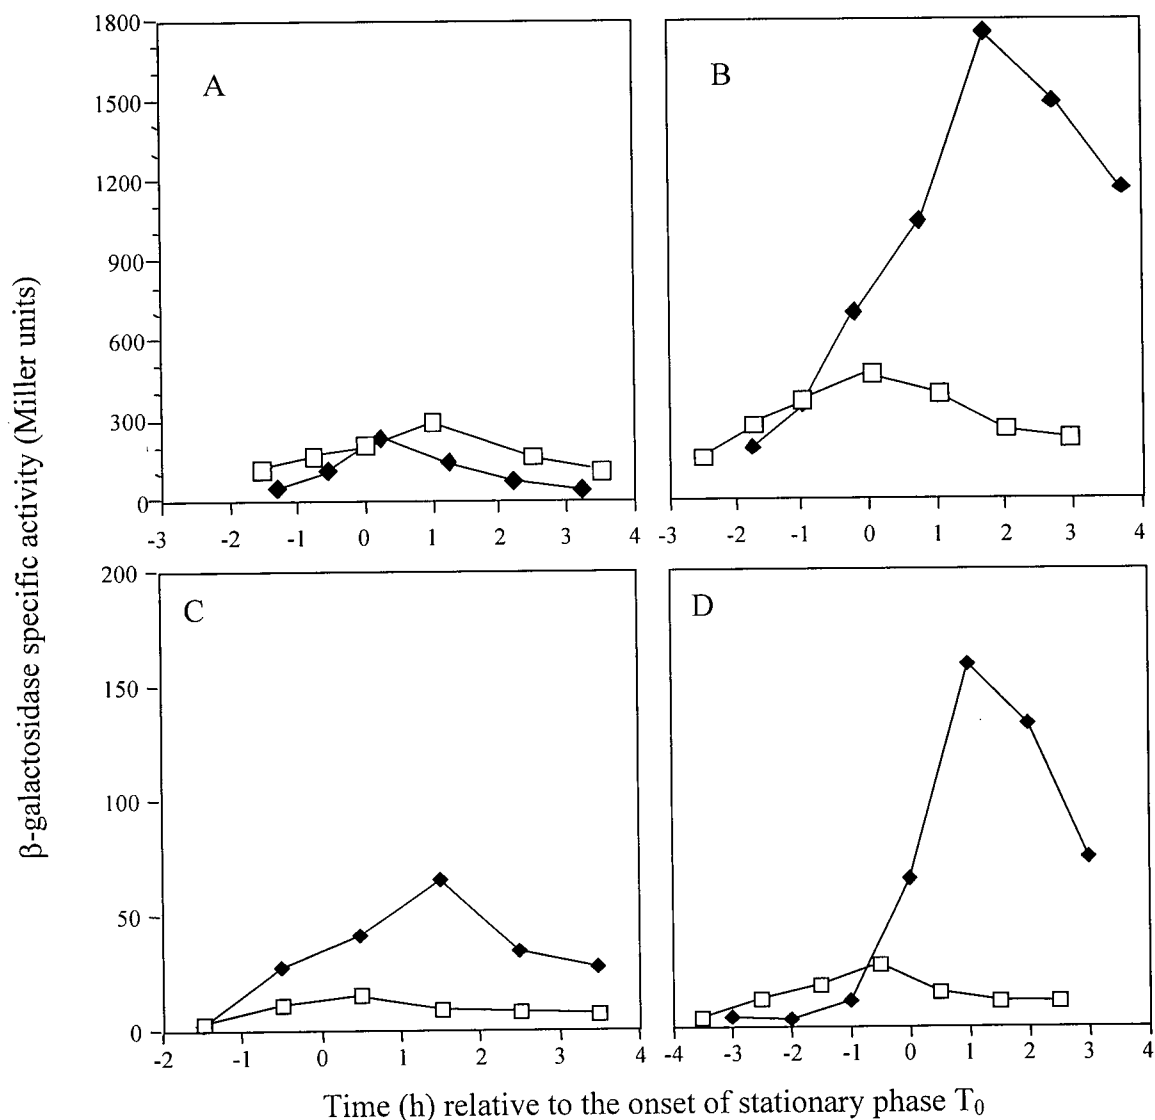 β-galactosidase specific activity (Miller units)
1800
1500
1200
900
600
300
0
A
-3 -2 -1 0 1 2 3 4
B
-3 -2 -1 0 1 2 3 4
200
150
100
50
0
C
-2 -1 0 1 2 3 4
D
-4 -3 -2 -1 0 1 2 3 4
Time (h) relative to the onset of stationary phase T₀